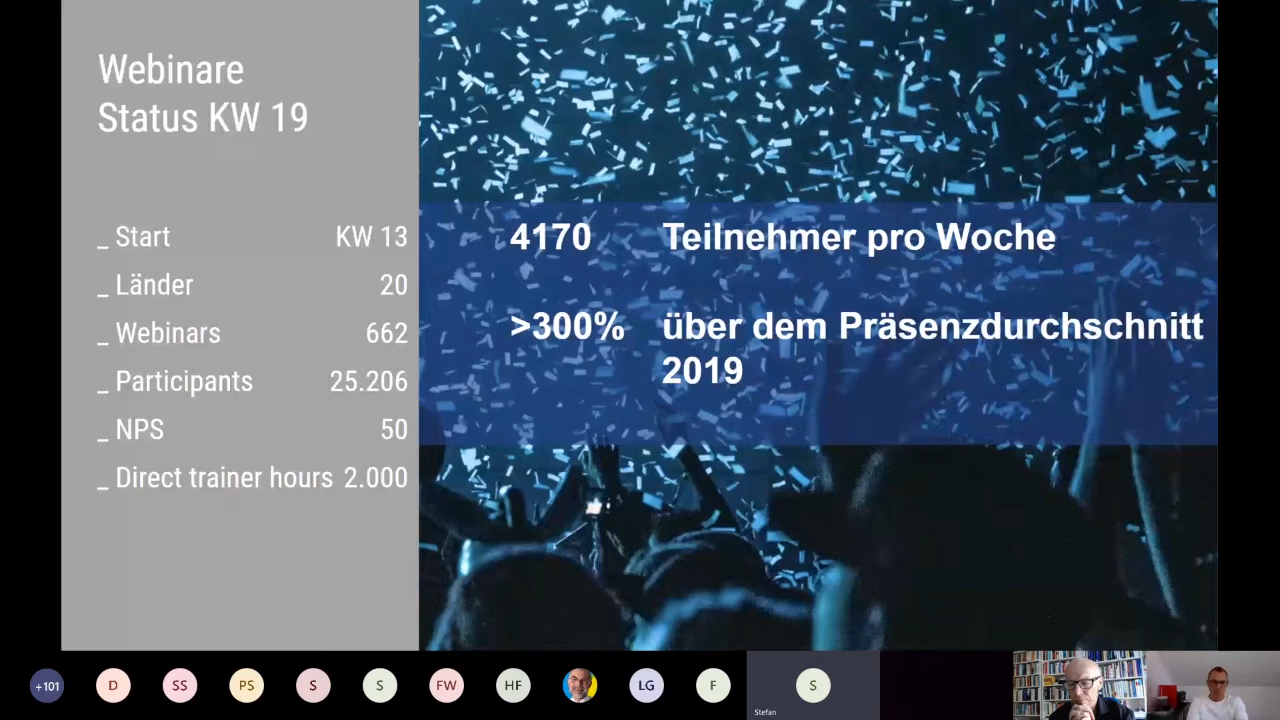 Webinare
Status KW 19
_ Start KW 13
_ Länder 20
_ Webinars 662
_ Participants 25.206
_ NPS 50
_ Direct trainer hours 2.000
4170 Teilnehmer pro Woche
>300% über dem Präsenzdurchschnitt
2019
+101 D SS PS S S FW HF LG F S
Stefan